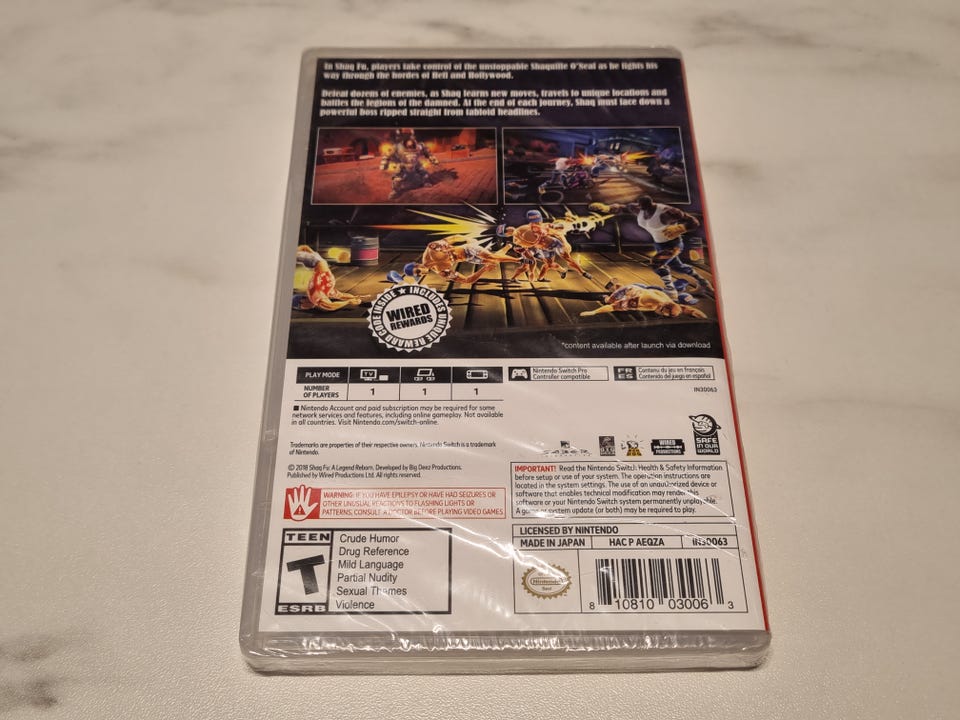 In Shaq Fu, players take control of the unstoppable Shaquille O'Neal as he fights his
way through the hordes of Hell and Hollywood.
Defeat dozens of enemies, as Shaq learns new moves, travels to unique locations and
battles the legions of the damned. At the end of each journey, Shaq must face down a
powerful boss ripped straight from tabloid headlines.
CODE INSIDE ★ INCLUDES UNIQUE REWARD
WIRED
REWARDS
*content available after launch via download
PLAY MODE
TV
NUMBER
OF PLAYERS
1
1
1
Nintendo Switch Pro
Controller compatible
FR
ES
Contenu du jeu en français
Contenido del juego en español
IN30063
■ Nintendo Account and paid subscription may be required for some
network services and features, including online gameplay. Not available
in all countries. Visit Nintendo.com/switch-online.
Trademarks are properties of their respective owners. Nintendo Switch is a trademark
of Nintendo.
WIRED
PRODUCTIONS
SAFE
IN OUR
WORLD
© 2018 Shaq Fu: A Legend Reborn. Developed by Big Deez Productions.
Published by Wired Productions Ltd. All rights reserved.
WARNING: IF YOU HAVE EPILEPSY OR HAVE HAD SEIZURES OR
OTHER UNUSUAL REACTIONS TO FLASHING LIGHTS OR
PATTERNS, CONSULT A DOCTOR BEFORE PLAYING VIDEO GAMES
IMPORTANT! Read the Nintendo Switch Health & Safety Information
before setup or use of your system. The operation instructions are
located in the system settings. The use of an unauthorized device or
software that enables technical modification may render this
software or your Nintendo Switch system permanently unplayable.
A game or system update (or both) may be required to play.
TEEN
T
ESRB
Crude Humor
Drug Reference
Mild Language
Partial Nudity
Sexual Themes
Violence
LICENSED BY NINTENDO
MADE IN JAPAN
HAC P AEQZA
IN30063
Nintendo
Seal
8 10810 03006 3